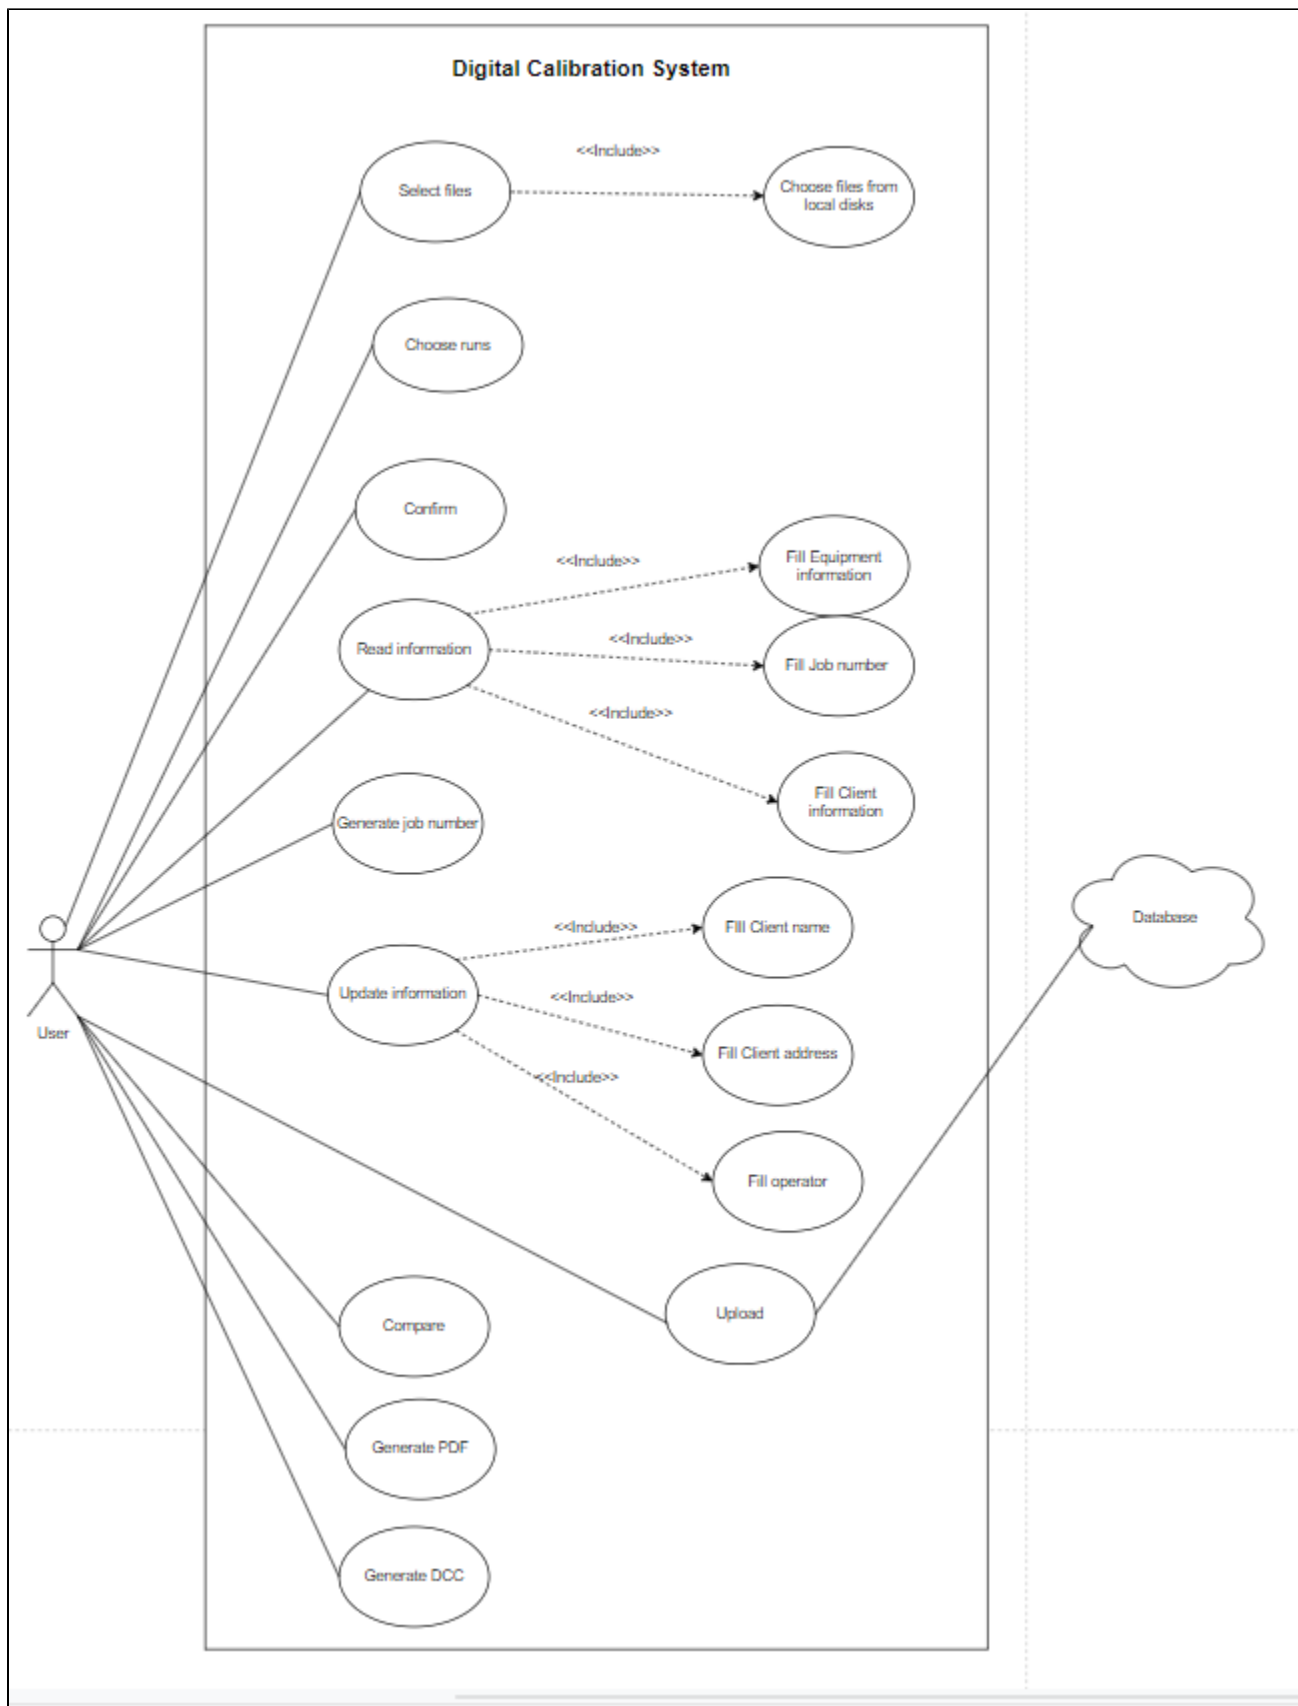 Digital Calibration System
<<Include>>
Select files
Choose files from
local disks
Choose runs
Confirm
<<Include>>
Fill Equipment
information
<<Include>>
Read information
Fill Job number
<<Include>>
Fill Client
information
Generate job number
<<Include>>
FIll Client name
Database
Update information
<<Include>>
User
Fill Client address
<<Include>>
Fill operator
Upload
Compare
Generate PDF
Generate DCC